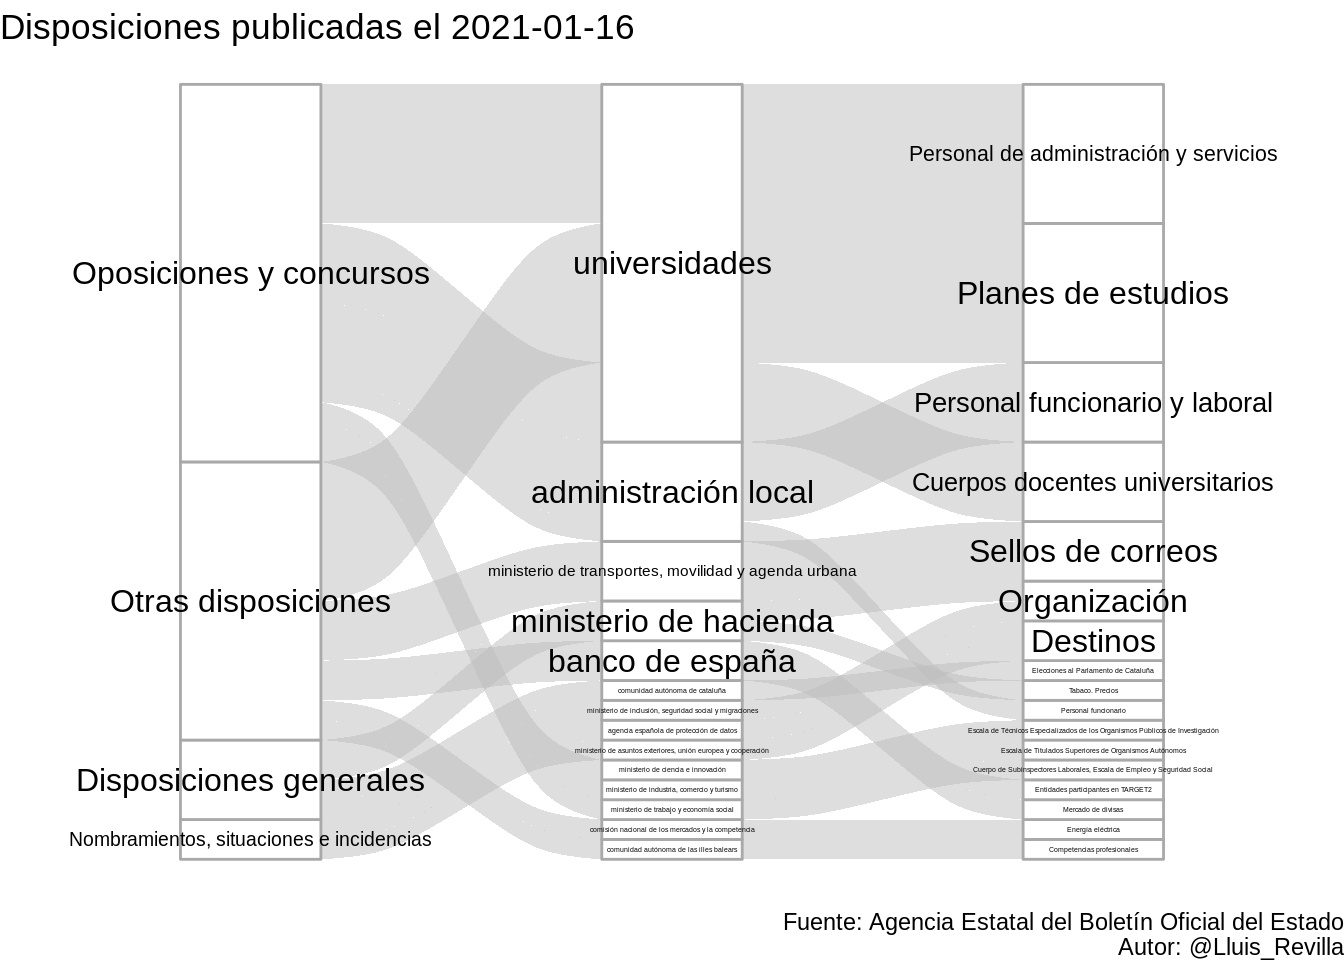 Disposiciones publicadas el 2021-01-16
Oposiciones y concursos
Otras disposiciones
Disposiciones generales
Nombramientos, situaciones e incidencias
universidades
administración local
ministerio de transportes, movilidad y agenda urbana
ministerio de hacienda
banco de españa
comunidad autónoma de cataluña
ministerio de inclusión, seguridad social y migraciones
agencia española de protección de datos
ministerio de asuntos exteriores, unión europea y cooperación
ministerio de ciencia e innovación
ministerio de industria, comercio y turismo
ministerio de trabajo y economía social
comisión nacional de los mercados y la competencia
comunidad autónoma de las illes balears
Personal de administración y servicios
Planes de estudios
Personal funcionario y laboral
Cuerpos docentes universitarios
Sellos de correos
Organización
Destinos
Elecciones al Parlamento de Cataluña
Tabaco. Precios
Personal funcionario
Escala de Técnicos Especializados de los Organismos Públicos de Investigación
Escala de Titulados Superiores de Organismos Autónomos
Cuerpo de Subinspectores Laborales, Escala de Empleo y Seguridad Social
Entidades participantes en TARGET2
Mercado de divisas
Energía eléctrica
Competencias profesionales
Fuente: Agencia Estatal del Boletín Oficial del Estado
Autor: @Lluis_Revilla